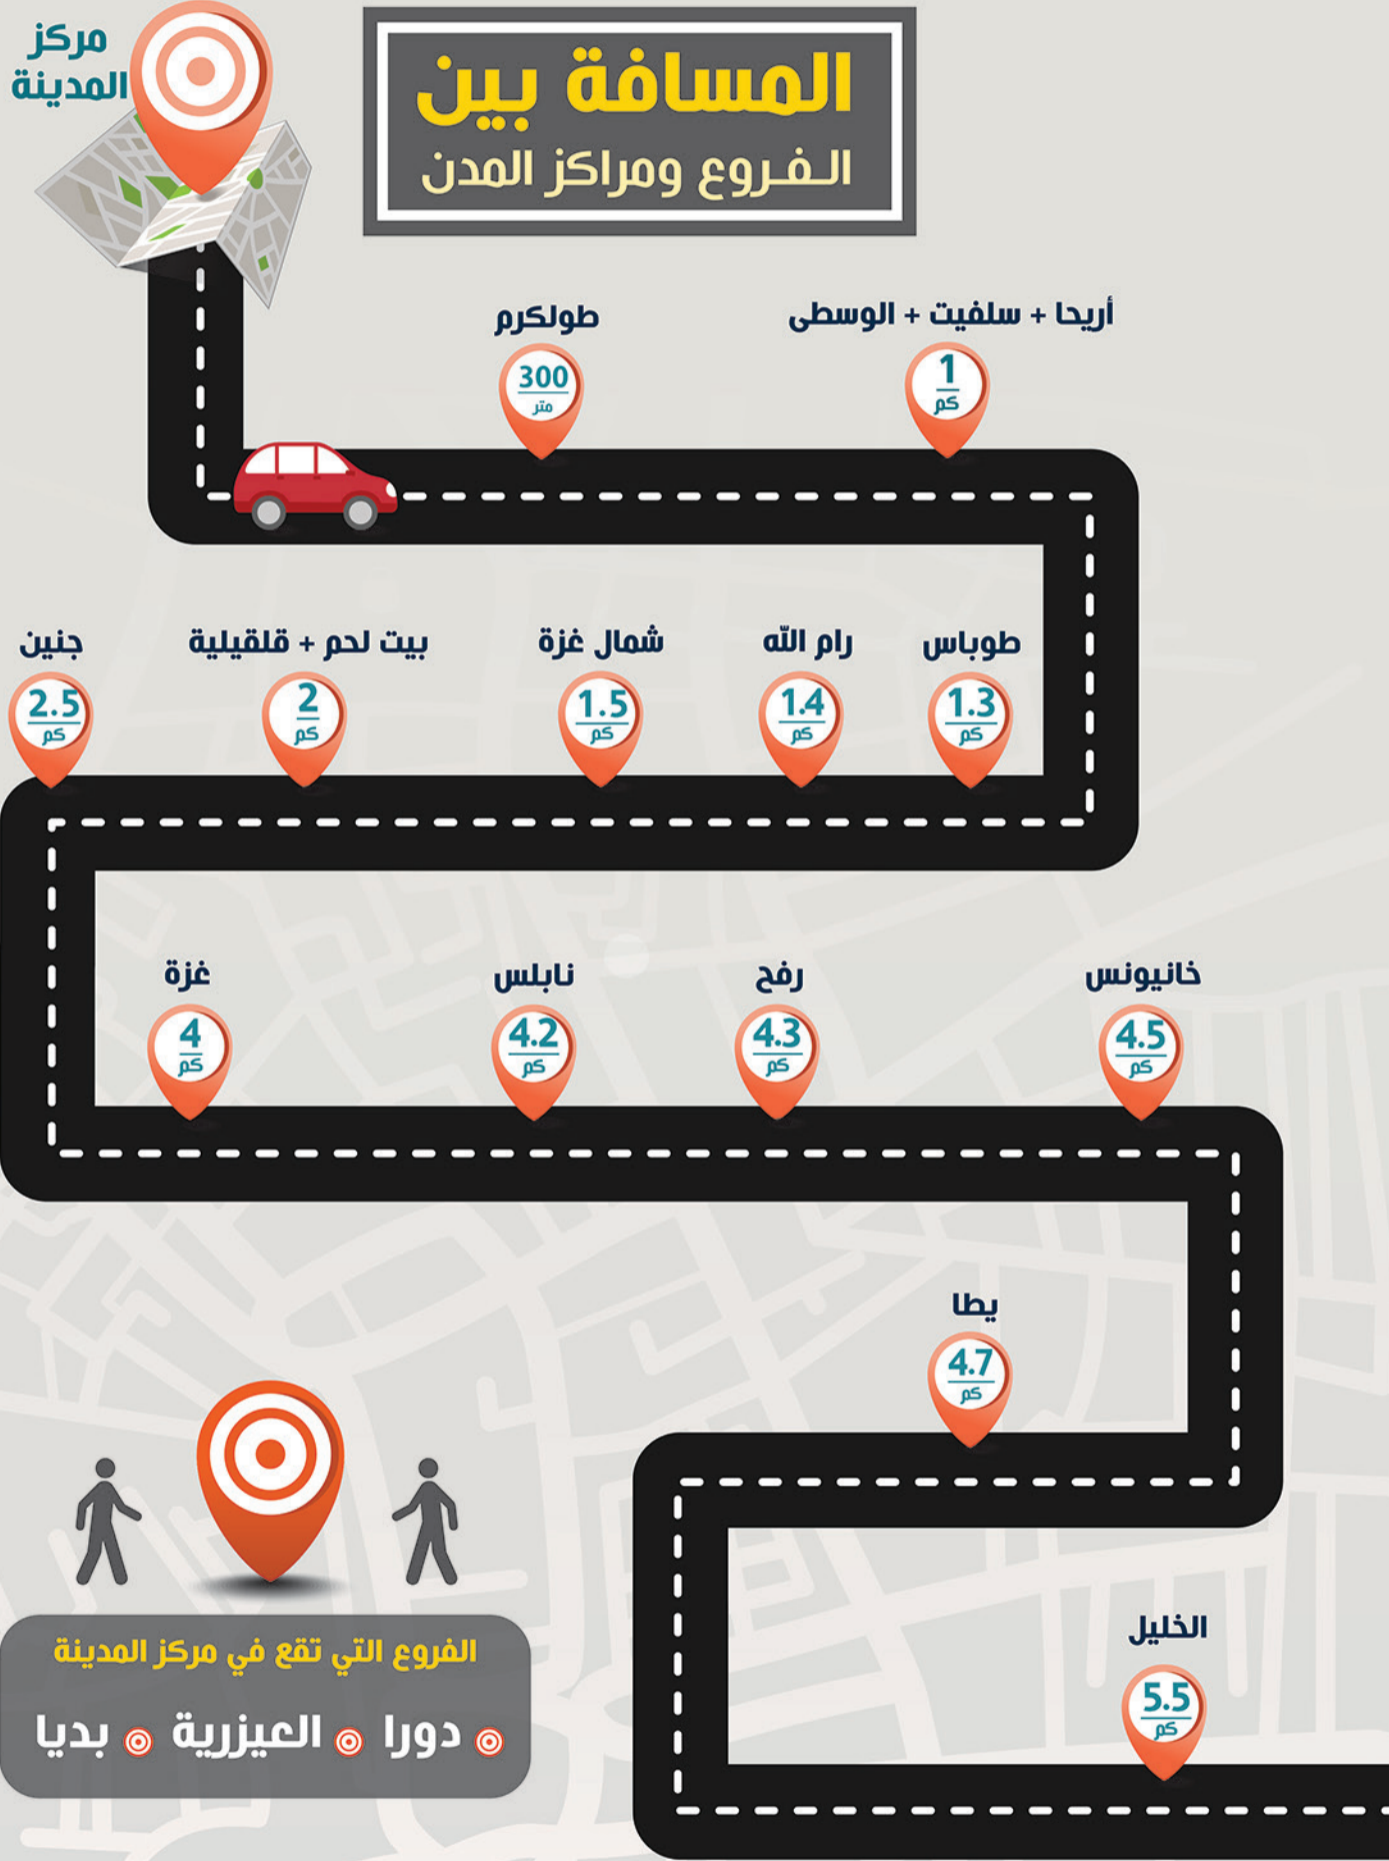 مركز
المدينة
المسافة بين
الفروع ومراكز المدن
أريحا + سلفيت + الوسطى
1
كم
طولكرم
300
متر
طوباس
1.3
كم
رام الله
1.4
كم
شمال غزة
1.5
كم
بيت لحم + قلقيلية
2
كم
جنين
2.5
كم
خانيونس
4.5
كم
رفح
4.3
كم
نابلس
4.2
كم
غزة
4
كم
يطا
4.7
كم
الخليل
5.5
كم
الفروع التي تقع في مركز المدينة
دورا العيزرية بديا